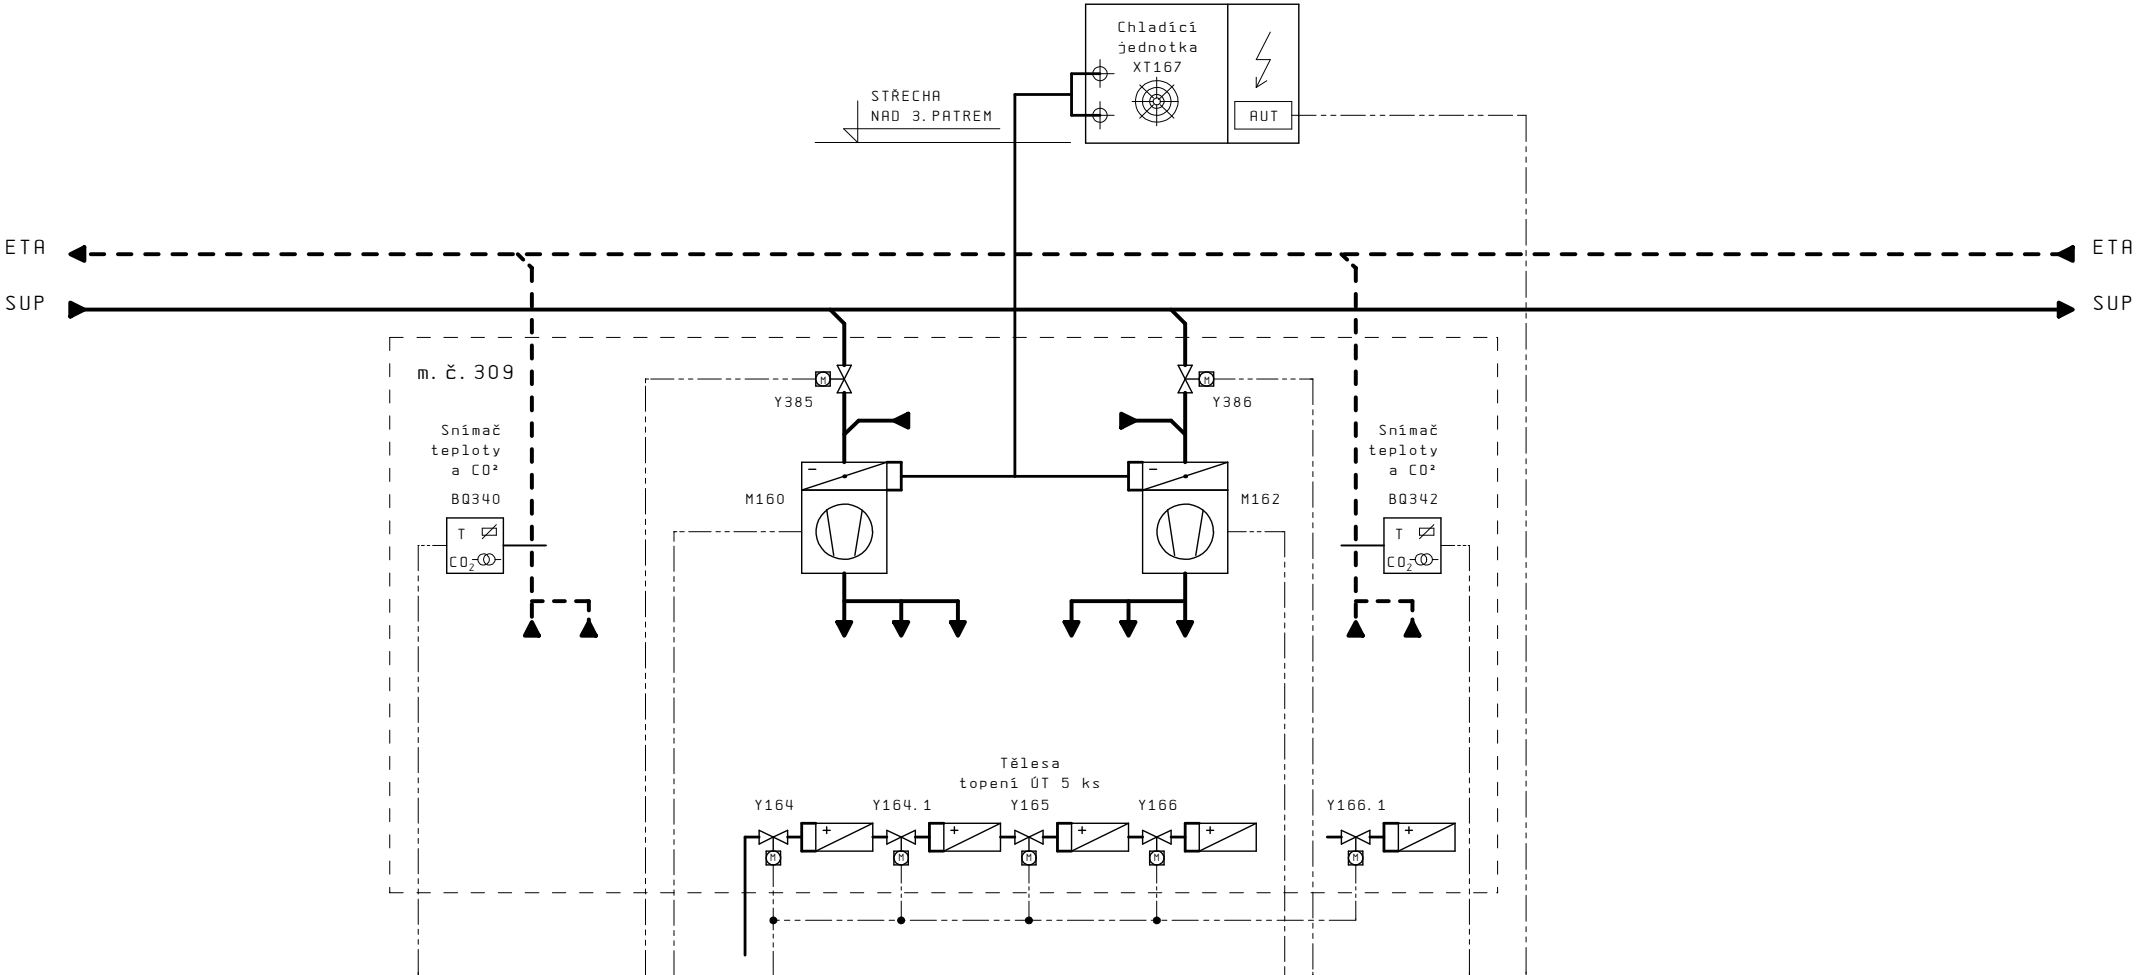 Chladící
jednotka
XT167
AUT
STŘECHA
NAD 3. PATREM
ETA
ETA
SUP
SUP
m. č. 309
M
Y385
M
Y386
Snímač
teploty
a CO²
BQ340
T
CO₂
M160
M162
Snímač
teploty
a CO²
BQ342
T
CO₂
Tělesa
topení ÚT 5 ks
Y164
Y164.1
Y165
Y166
Y166.1
+
+
+
+
+
M
M
M
M
M